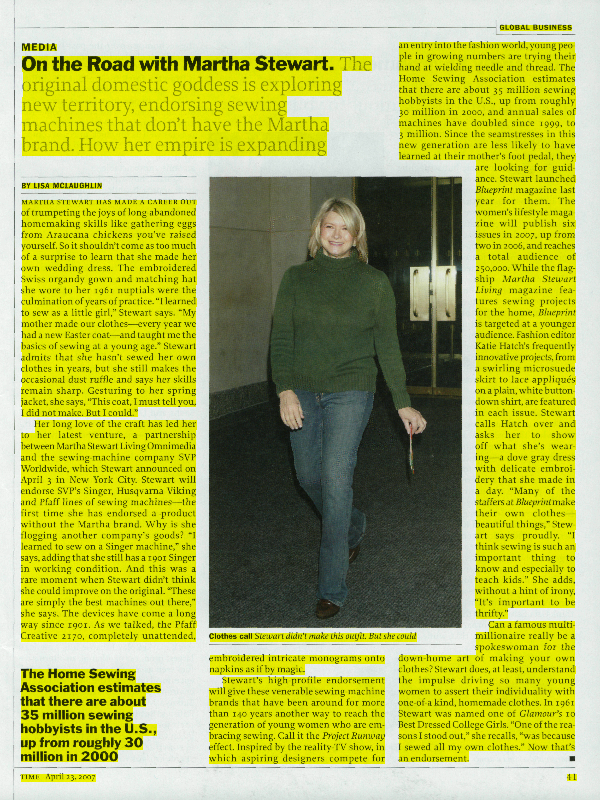 GLOBAL BUSINESS
MEDIA
On the Road with Martha Stewart. The
original domestic goddess is exploring
new territory, endorsing sewing
machines that don't have the Martha
brand. How her empire is expanding
BY LISA MCLAUGHLIN
MARTHA STEWART HAS MADE A CAREER OUT
of trumpeting the joys of long abandoned
homemaking skills like gathering eggs
from Araucana chickens you've raised
yourself. So it shouldn't come as too much
of a surprise to learn that she made her
own wedding dress. The embroidered
Swiss organdy gown and matching hat
she wore to her 1961 nuptials were the
culmination of years of practice. "I learned
to sew as a little girl," Stewart says. "My
mother made our clothes—every year we
had a new Easter coat—and taught me the
basics of sewing at a young age." Stewart
admits that she hasn't sewed her own
clothes in years, but she still makes the
occasional dust ruffle and says her skills
remain sharp. Gesturing to her spring
jacket, she says, "This coat, I must tell you,
I did not make. But I could."
Her long love of the craft has led her
to her latest venture, a partnership
between Martha Stewart Living Omnimedia
and the sewing-machine company SVP
Worldwide, which Stewart announced on
April 3 in New York City. Stewart will
endorse SVP's Singer, Husqvarna Viking
and Pfaff lines of sewing machines—the
first time she has endorsed a product
without the Martha brand. Why is she
flogging another company's goods? "I
learned to sew on a Singer machine," she
says, adding that she still has a 1901 Singer
in working condition. And this was a
rare moment when Stewart didn't think
she could improve on the original. "These
are simply the best machines out there,"
she says. The devices have come a long
way since 1901. As we talked, the Pfaff
Creative 2170, completely unattended,
The Home Sewing
Association estimates
that there are about
35 million sewing
hobbyists in the U.S.,
up from roughly 30
million in 2000
Clothes call Stewart didn't make this outfit. But she could
embroidered intricate monograms onto
napkins as if by magic.
Stewart's high profile endorsement
will give these venerable sewing machine
brands that have been around for more
than 140 years another way to reach the
generation of young women who are em-
bracing sewing. Call it the Project Runway
effect. Inspired by the reality TV show, in
which aspiring designers compete for
an entry into the fashion world, young peo-
ple in growing numbers are trying their
hand at wielding needle and thread. The
Home Sewing Association estimates
that there are about 35 million sewing
hobbyists in the U.S., up from roughly
30 million in 2000, and annual sales of
machines have doubled since 1999, to
3 million. Since the seamstresses in this
new generation are less likely to have
learned at their mother's foot pedal, they
are looking for guid-
ance. Stewart launched
Blueprint magazine last
year for them. The
women's lifestyle maga-
zine will publish six
issues in 2007, up from
two in 2006, and reaches
a total audience of
250,000. While the flag-
ship Martha Stewart
Living magazine fea-
tures sewing projects
for the home, Blueprint
is targeted at a younger
audience. Fashion editor
Katie Hatch's frequently
innovative projects, from
a swirling microsuede
skirt to lace appliqués
on a plain, white button-
down shirt, are featured
in each issue. Stewart
calls Hatch over and
asks her to show
off what she's wear-
ing—a dove gray dress
with delicate embroi-
dery that she made in
a day. "Many of the
staffers at Blueprint make
their own clothes—
beautiful things," Stew
art says proudly. "I
think sewing is such an
important thing to
know and especially to
teach kids." She adds,
without a hint of irony,
"It's important to be
thrifty."
Can a famous multi-
millionaire really be a
spokeswoman for the
down-home art of making your own
clothes? Stewart does, at least, understand
the impulse driving so many young
women to assert their individuality with
one-of-a kind, homemade clothes. In 1961
Stewart was named one of Glamour's 10
Best Dressed College Girls. "One of the rea-
sons I stood out," she recalls, "was because
I sewed all my own clothes." Now that's
an endorsement.
TIME April 23, 2007
41